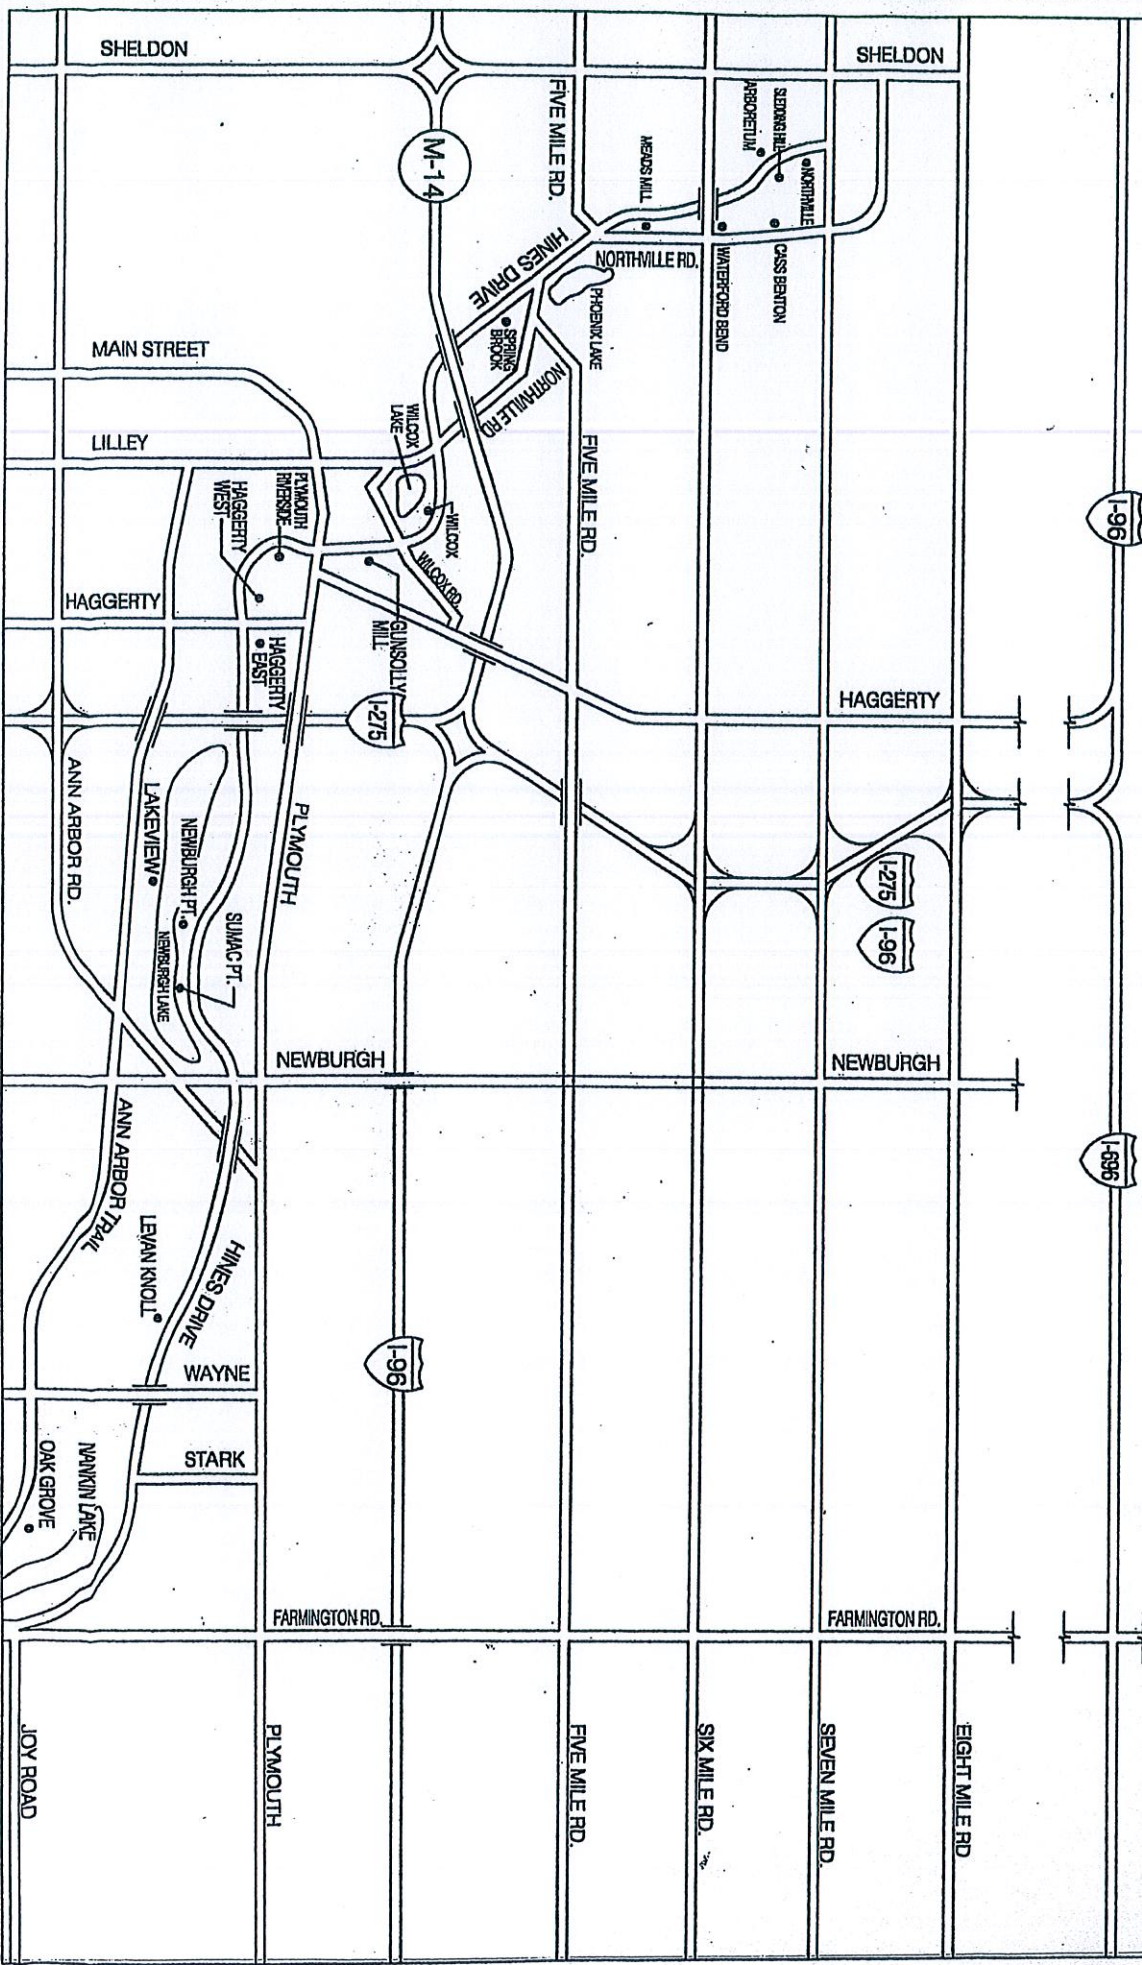 SHELDON
SHELDON
M-14
FIVE MILE RD.
MEADS MILL
ARBORETUM
SLEDDING HILL
NORTHVILLE
CASS BENTON
WATERFORD BEND
NORTHVILLE RD.
HINES DRIVE
PHOENIX LAKE
SPRING
BROOK
NORTHVILLE RD
MAIN STREET
LILLEY
WILCOX
LAKE
WILCOX
WILCOX RD.
FIVE MILE RD.
I-96
PLYMOUTH
RIVERSIDE
HAGGERTY
WEST
HAGGERTY
HAGGERTY
EAST
GUNSOLLY
MILL
I-275
HAGGERTY
ANN ARBOR RD.
LAKEVIEW
NEWBURGH PT.
NEWBURGH LAKE
SUMAC PT.
PLYMOUTH
I-275
I-96
NEWBURGH
NEWBURGH
I-696
ANN ARBOR TRAIL
LEVAN KNOLL
HINES DRIVE
WAYNE
I-96
STARK
OAK GROVE
NANKIN LAKE
FARMINGTON RD.
FARMINGTON RD.
JOY ROAD
PLYMOUTH
FIVE MILE RD.
SIX MILE RD.
SEVEN MILE RD.
EIGHT MILE RD